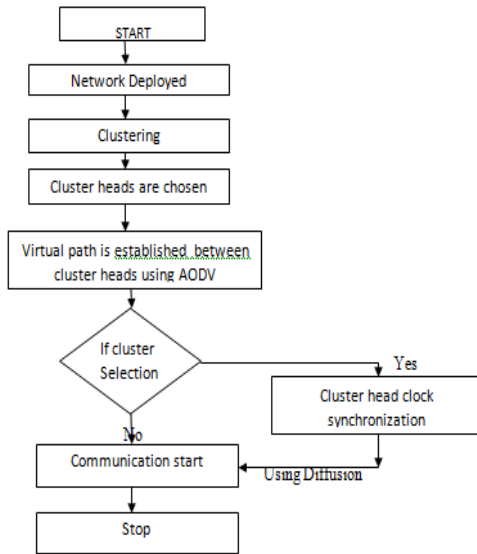 START
Network Deployed
Clustering
Cluster heads are chosen
Virtual path is established between
cluster heads using AODV
If cluster
Selection
Yes
Cluster head clock
synchronization
No
Communication start
Using Diffusion
Stop